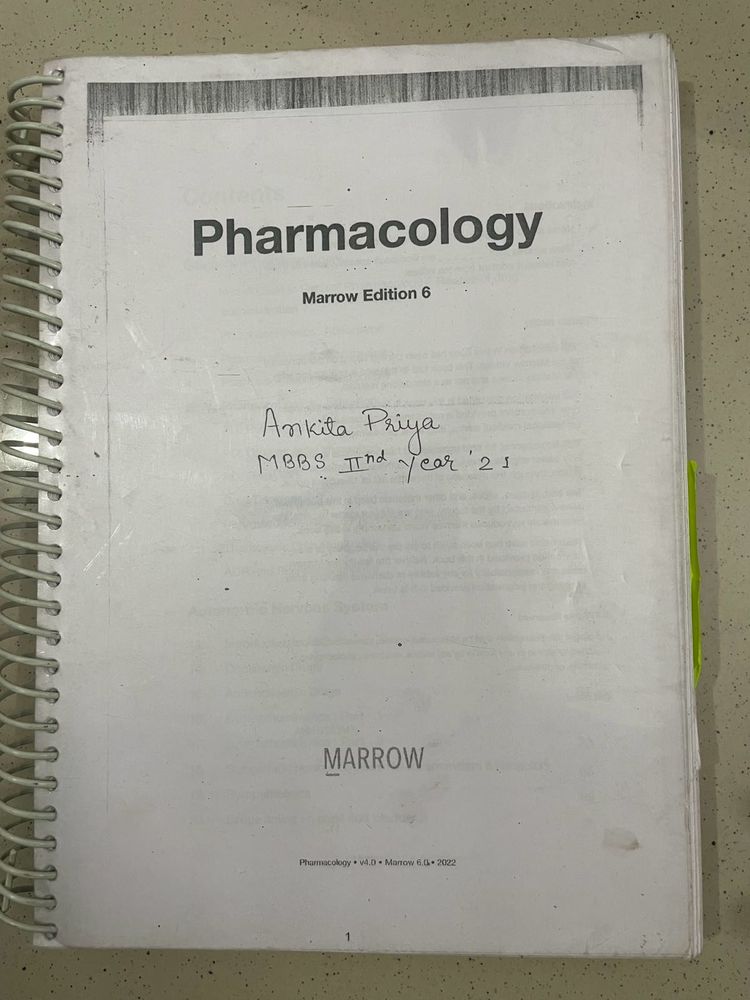 Pharmacology
Marrow Edition 6
Ankita Priya
MBBS IInd year '21
MARROW
Pharmacology • v4.0 • Marrow 6.0 • 2022
1